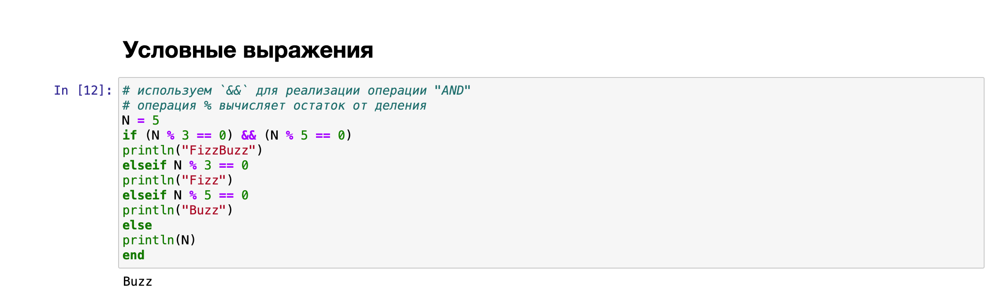 Условные выражения
In [12]:
# используем `&&` для реализации операции "AND"
# операция % вычисляет остаток от деления
N = 5
if (N % 3 == 0) && (N % 5 == 0)
println("FizzBuzz")
elseif N % 3 == 0
println("Fizz")
elseif N % 5 == 0
println("Buzz")
else
println(N)
end
Buzz